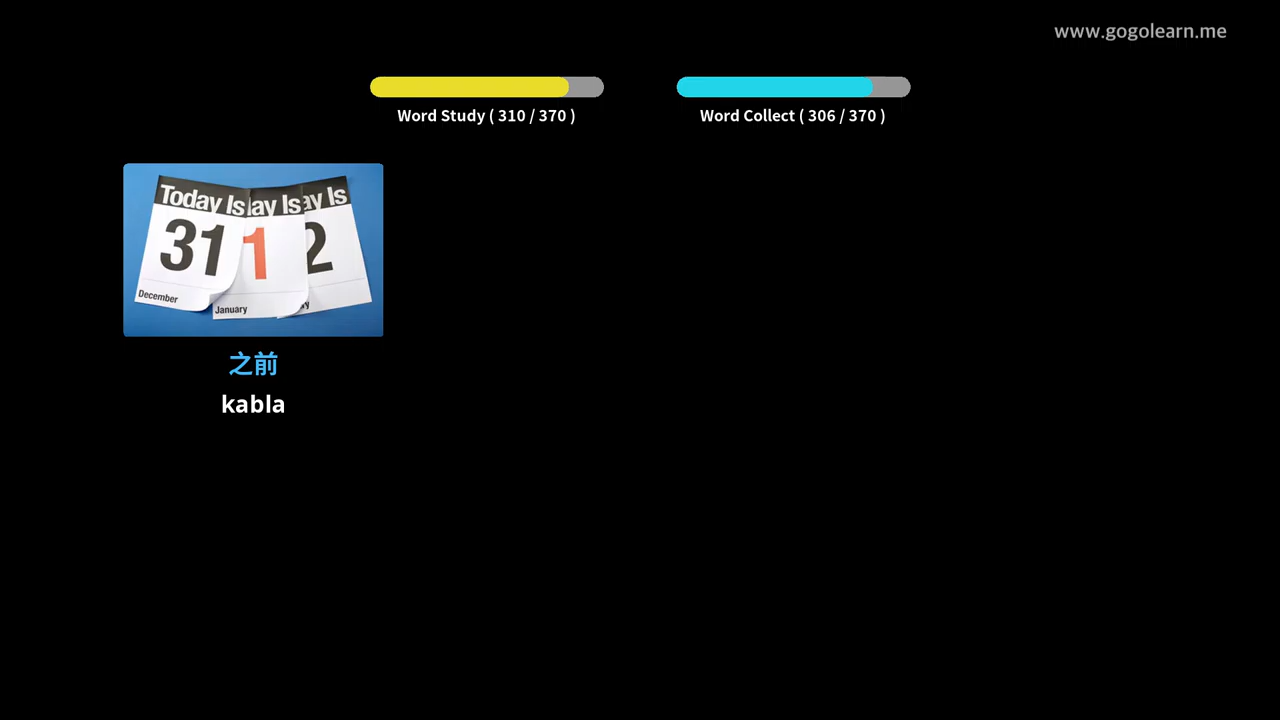 www.gogolearn.me
Word Study ( 310 / 370 )
Word Collect ( 306 / 370 )
Today Is
ay Is
ay Is
31
1
2
December
January
ry
之前
kabla